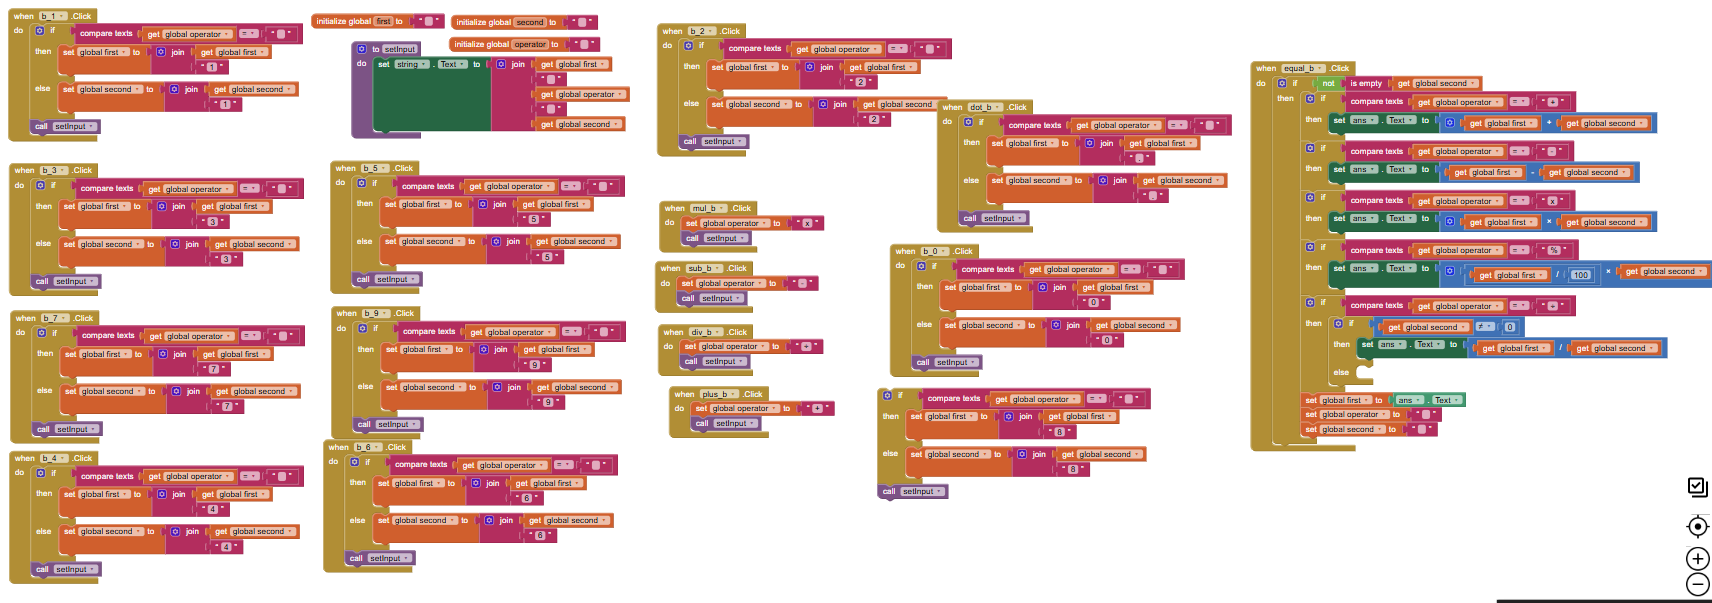 when b_1 .Click
do if compare texts get global operator = " "
then set global first to join get global first
" 1 "
else set global second to join get global second
" 1 "
call setInput
initialize global first to " "
initialize global second to " "
initialize global operator to " "
to setInput
do set string . Text to join get global first
" "
get global operator
" "
get global second
when b_2 .Click
do if compare texts get global operator = " "
then set global first to join get global first
" 2 "
else set global second to join get global second
" 2 "
call setInput
when dot_b .Click
do if compare texts get global operator = " "
then set global first to join get global first
" . "
else set global second to join get global second
" . "
call setInput
when b_3 .Click
do if compare texts get global operator = " "
then set global first to join get global first
" 3 "
else set global second to join get global second
" 3 "
call setInput
when b_5 .Click
do if compare texts get global operator = " "
then set global first to join get global first
" 5 "
else set global second to join get global second
" 5 "
call setInput
when mul_b .Click
do set global operator to " x "
call setInput
when sub_b .Click
do set global operator to " - "
call setInput
when div_b .Click
do set global operator to " ÷ "
call setInput
when plus_b .Click
do set global operator to " + "
call setInput
when b_0 .Click
do if compare texts get global operator = " "
then set global first to join get global first
" 0 "
else set global second to join get global second
" 0 "
call setInput
when b_7 .Click
do if compare texts get global operator = " "
then set global first to join get global first
" 7 "
else set global second to join get global second
" 7 "
call setInput
when b_9 .Click
do if compare texts get global operator = " "
then set global first to join get global first
" 9 "
else set global second to join get global second
" 9 "
call setInput
if compare texts get global operator = " "
then set global first to join get global first
" 8 "
else set global second to join get global second
" 8 "
call setInput
when b_4 .Click
do if compare texts get global operator = " "
then set global first to join get global first
" 4 "
else set global second to join get global second
" 4 "
call setInput
when b_6 .Click
do if compare texts get global operator = " "
then set global first to join get global first
" 6 "
else set global second to join get global second
" 6 "
call setInput
when equal_b .Click
do if not is empty get global second
then if compare texts get global operator = " + "
then set ans . Text to get global first + get global second
if compare texts get global operator = " - "
then set ans . Text to get global first - get global second
if compare texts get global operator = " x "
then set ans . Text to get global first × get global second
if compare texts get global operator = " % "
then set ans . Text to get global first / 100 × get global second
if compare texts get global operator = " ÷ "
then if get global second ≠ 0
then set ans . Text to get global first / get global second
else
set global first to ans . Text
set global operator to " "
set global second to " "